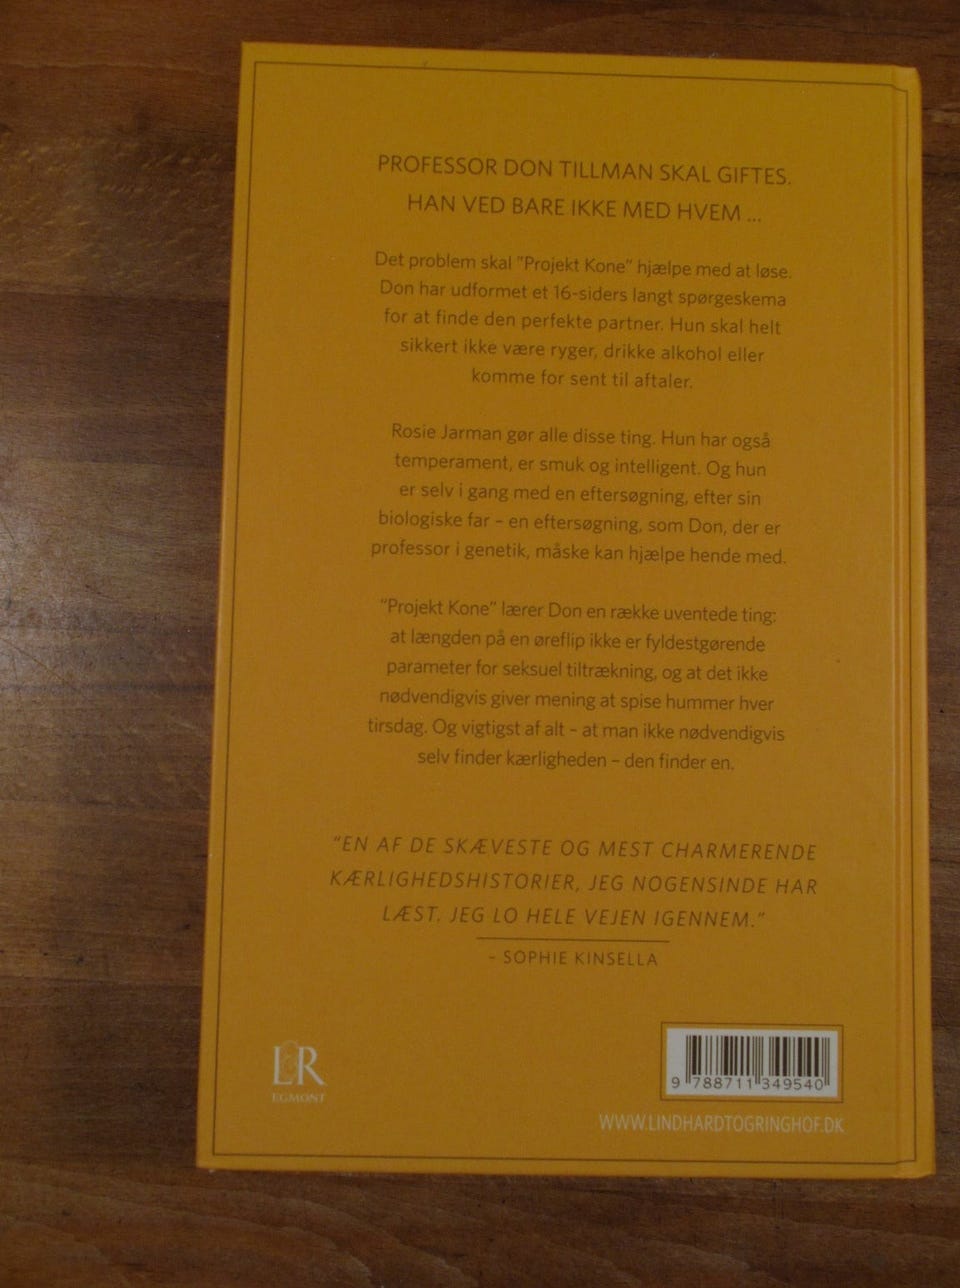 PROFESSOR DON TILLMAN SKAL GIFTES.
HAN VED BARE IKKE MED HVEM ...
Det problem skal "Projekt Kone" hjælpe med at løse.
Don har udformet et 16-siders langt spørgeskema
for at finde den perfekte partner. Hun skal helt
sikkert ikke være ryger, drikke alkohol eller
komme for sent til aftaler.
Rosie Jarman gør alle disse ting. Hun har også
temperament, er smuk og intelligent. Og hun
er selv i gang med en eftersøgning, efter sin
biologiske far – en eftersøgning, som Don, der er
professor i genetik, måske kan hjælpe hende med.
"Projekt Kone" lærer Don en række uventede ting:
at længden på en øreflip ikke er fyldestgørende
parameter for seksuel tiltrækning, og at det ikke
nødvendigvis giver mening at spise hummer hver
tirsdag. Og vigtigst af alt – at man ikke nødvendigvis
selv finder kærligheden – den finder en.
"EN AF DE SKÆVESTE OG MEST CHARMERENDE
KÆRLIGHEDSHISTORIER, JEG NOGENSINDE HAR
LÆST. JEG LO HELE VEJEN IGENNEM."
– SOPHIE KINSELLA
L&R
EGMONT
9 788711 349540
WWW.LINDHARDTOGRINGHOF.DK